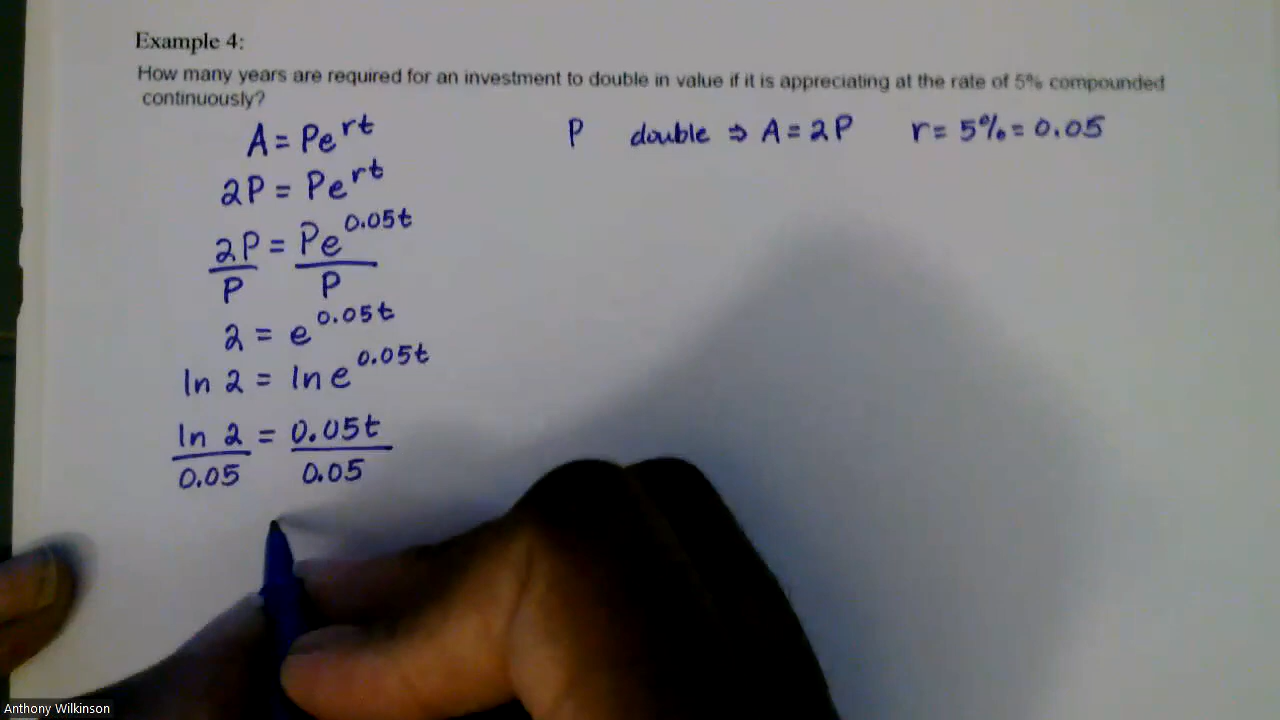 Example 4:
How many years are required for an investment to double in value if it is appreciating at the rate of 5% compounded
continuously?
A = Pe^rt
P double ⇒ A = 2P r = 5% = 0.05
2P = Pe^rt
2P = Pe^0.05t
P P
2 = e^0.05t
ln 2 = ln e^0.05t
ln 2 = 0.05t
0.05 0.05
Anthony Wilkinson